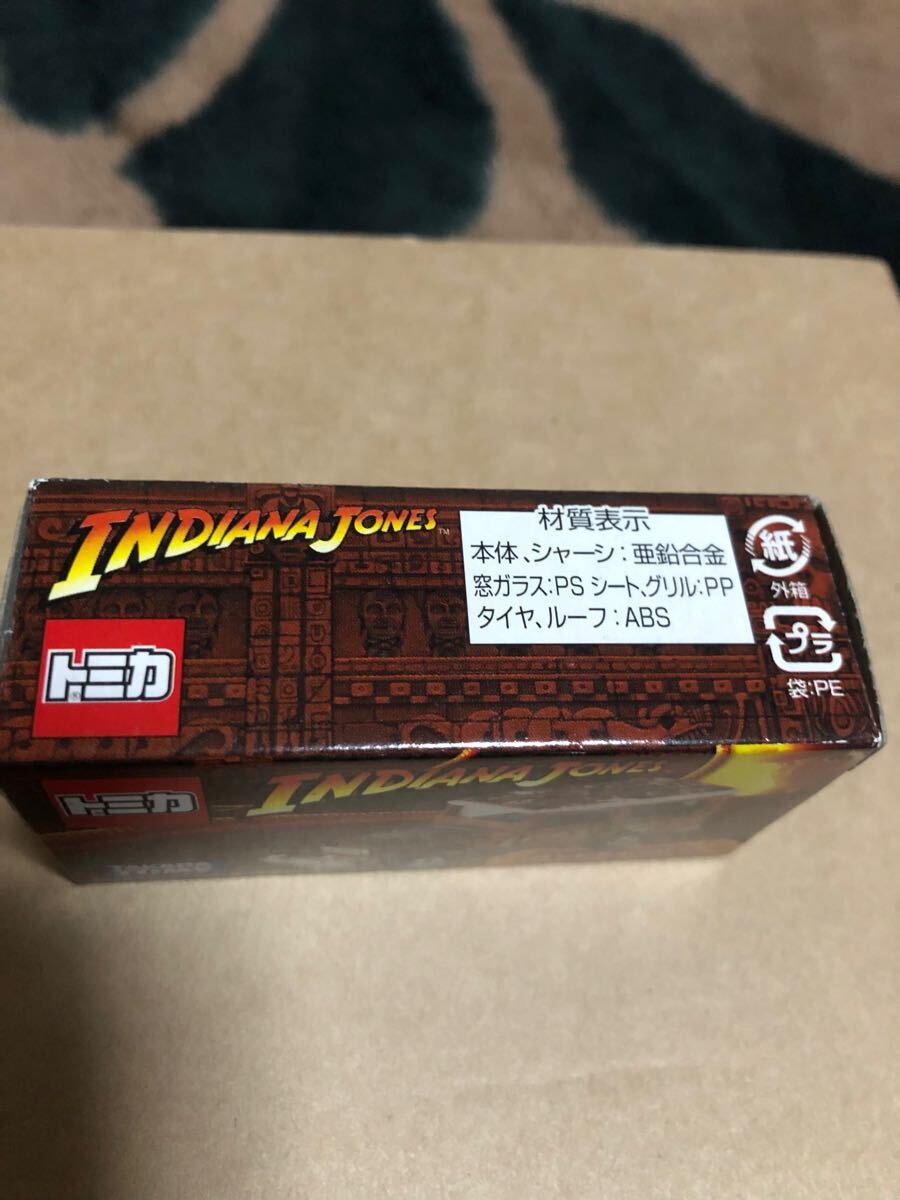 INDIANA JONES™
トミカ®
材質表示
本体、シャーシ:亜鉛合金
窓ガラス:PS シート、グリル:PP
タイヤ、ルーフ:ABS
紙
外箱
プラ
袋:PE
トミカ
INDIANA JONES